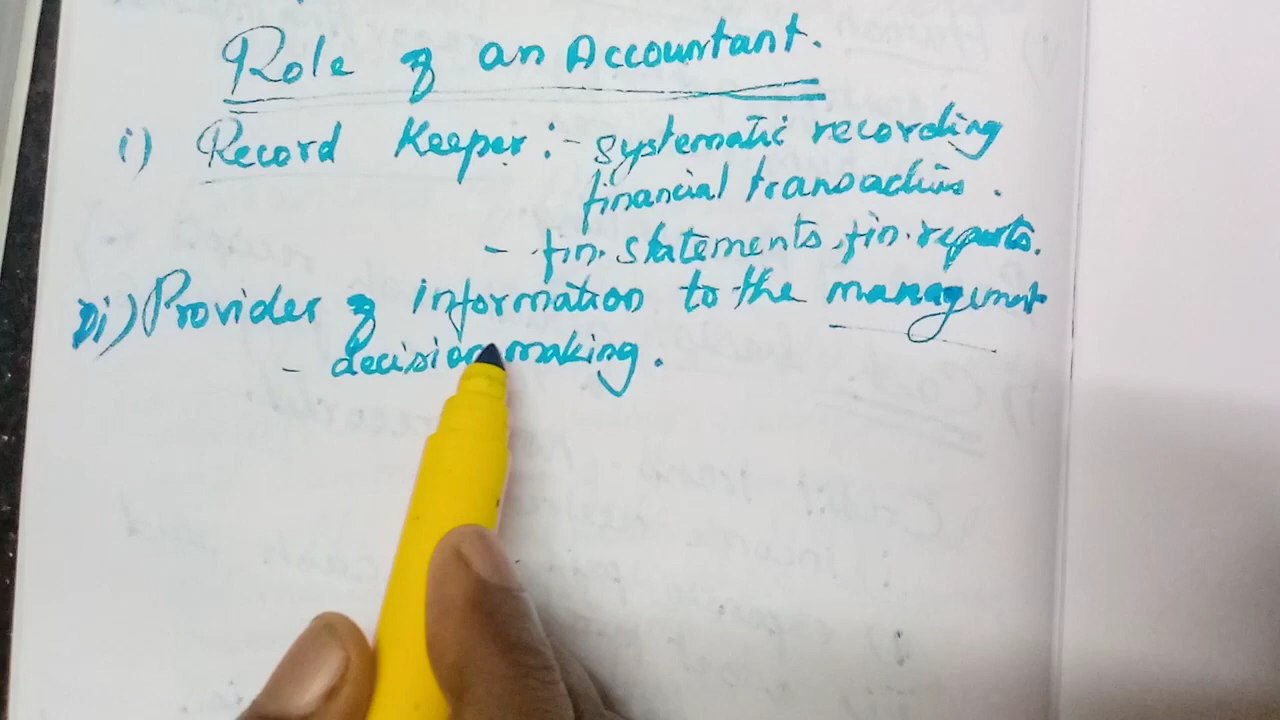 Role of an Accountant.
i) Record Keeper :- systematic recording
financial transactions.
- fin. statements, fin. reports.
ii) Provider of information to the management
- decision making.